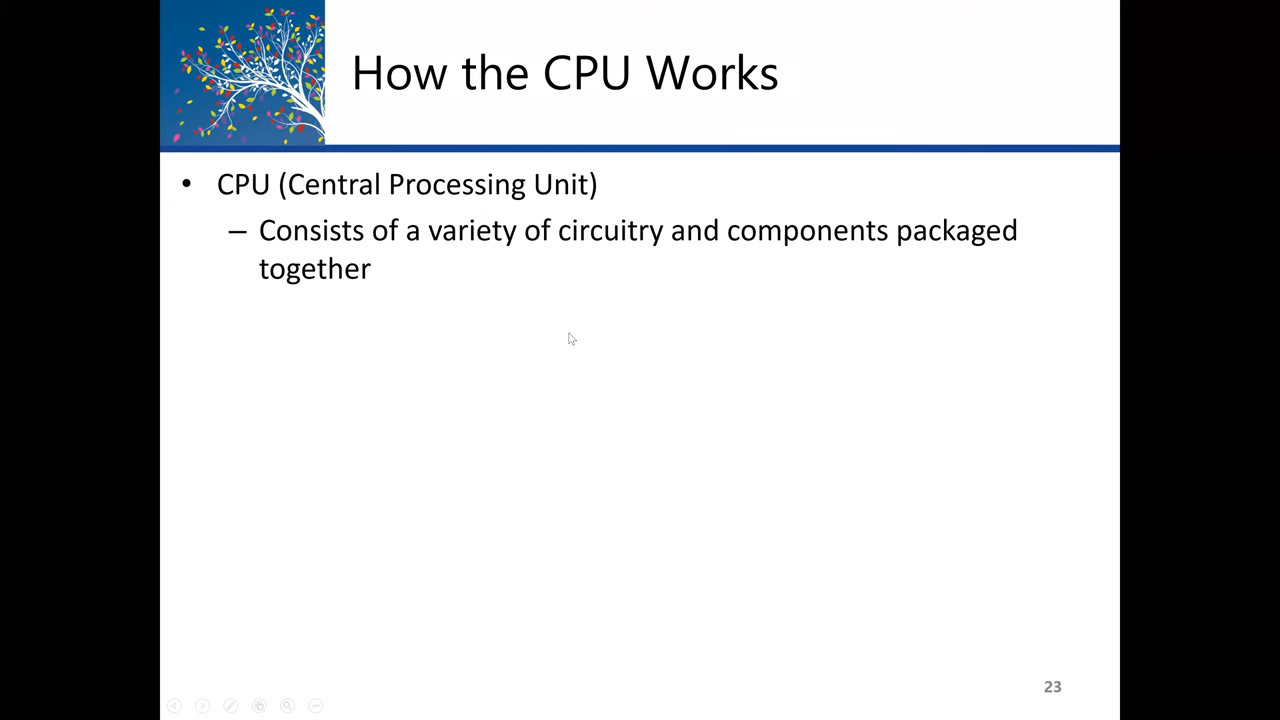 How the CPU Works
• CPU (Central Processing Unit)
– Consists of a variety of circuitry and components packaged
together
23